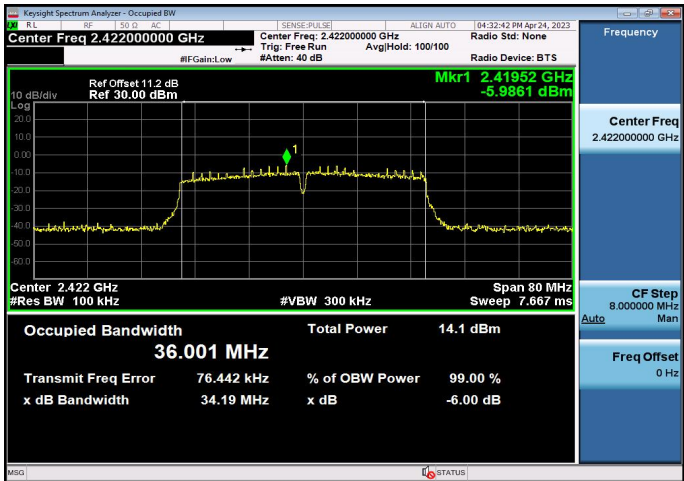 Keysight Spectrum Analyzer - Occupied BW
RL RF 50 Ω AC SENSE:PULSE ALIGN AUTO 04:32:42 PM Apr 24, 2023
Center Freq 2.422000000 GHz
Center Freq: 2.422000000 GHz Radio Std: None
Trig: Free Run Avg|Hold: 100/100
#IFGain:Low #Atten: 40 dB Radio Device: BTS
Frequency
Ref Offset 11.2 dB Mkr1 2.41952 GHz
10 dB/div Ref 30.00 dBm -5.9861 dBm
Log
20.0
10.0
0.00
-10.0
-20.0
-30.0
-40.0
-50.0
-60.0
1
Center 2.422 GHz Span 80 MHz
#Res BW 100 kHz #VBW 300 kHz Sweep 7.667 ms
Center Freq
2.422000000 GHz
CF Step
8.000000 MHz
Auto Man
Freq Offset
0 Hz
Occupied Bandwidth Total Power 14.1 dBm
36.001 MHz
Transmit Freq Error 76.442 kHz % of OBW Power 99.00 %
x dB Bandwidth 34.19 MHz x dB -6.00 dB
MSG STATUS